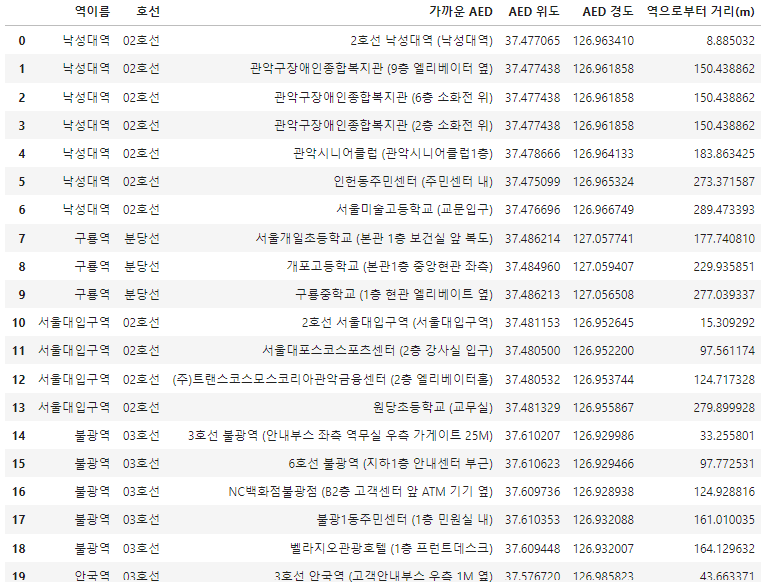 역이름 호선 가까운 AED AED 위도 AED 경도 역으로부터 거리(m)
0 낙성대역 02호선 2호선 낙성대역 (낙성대역) 37.477065 126.963410 8.885032
1 낙성대역 02호선 관악구장애인종합복지관 (9층 엘리베이터 옆) 37.477438 126.961858 150.438862
2 낙성대역 02호선 관악구장애인종합복지관 (6층 소화전 위) 37.477438 126.961858 150.438862
3 낙성대역 02호선 관악구장애인종합복지관 (2층 소화전 위) 37.477438 126.961858 150.438862
4 낙성대역 02호선 관악시니어클럽 (관악시니어클럽1층) 37.478666 126.964133 183.863425
5 낙성대역 02호선 인헌동주민센터 (주민센터 내) 37.475099 126.965324 273.371587
6 낙성대역 02호선 서울미술고등학교 (교문입구) 37.476696 126.966749 289.473393
7 구룡역 분당선 서울개일초등학교 (본관 1층 보건실 앞 복도) 37.486214 127.057741 177.740810
8 구룡역 분당선 개포고등학교 (본관1층 중앙현관 좌측) 37.484960 127.059407 229.935851
9 구룡역 분당선 구룡중학교 (1층 현관 엘리베이트 옆) 37.486213 127.056508 277.039337
10 서울대입구역 02호선 2호선 서울대입구역 (서울대입구역) 37.481153 126.952645 15.309292
11 서울대입구역 02호선 서울대포스코스포츠센터 (2층 강사실 입구) 37.480500 126.952200 97.561174
12 서울대입구역 02호선 (주)트랜스코스모스코리아관악금융센터 (2층 엘리베이터홀) 37.480532 126.953744 124.717328
13 서울대입구역 02호선 원당초등학교 (교무실) 37.481329 126.955867 279.899928
14 불광역 03호선 3호선 불광역 (안내부스 좌측 역무실 우측 가게이트 25M) 37.610207 126.929986 33.255801
15 불광역 03호선 6호선 불광역 (지하1층 안내센터 부근) 37.610623 126.929466 97.772531
16 불광역 03호선 NC백화점불광점 (B2층 고객센터 앞 ATM 기기 옆) 37.609736 126.928938 124.928816
17 불광역 03호선 불광1동주민센터 (1층 민원실 내) 37.610353 126.932088 161.010035
18 불광역 03호선 벨라지오관광호텔 (1층 프런트데스크) 37.609448 126.932007 164.129632
19 안국역 03호선 3호선 안국역 (고객안내부스 우측 1M 옆) 37.576720 126.985823 43.663371